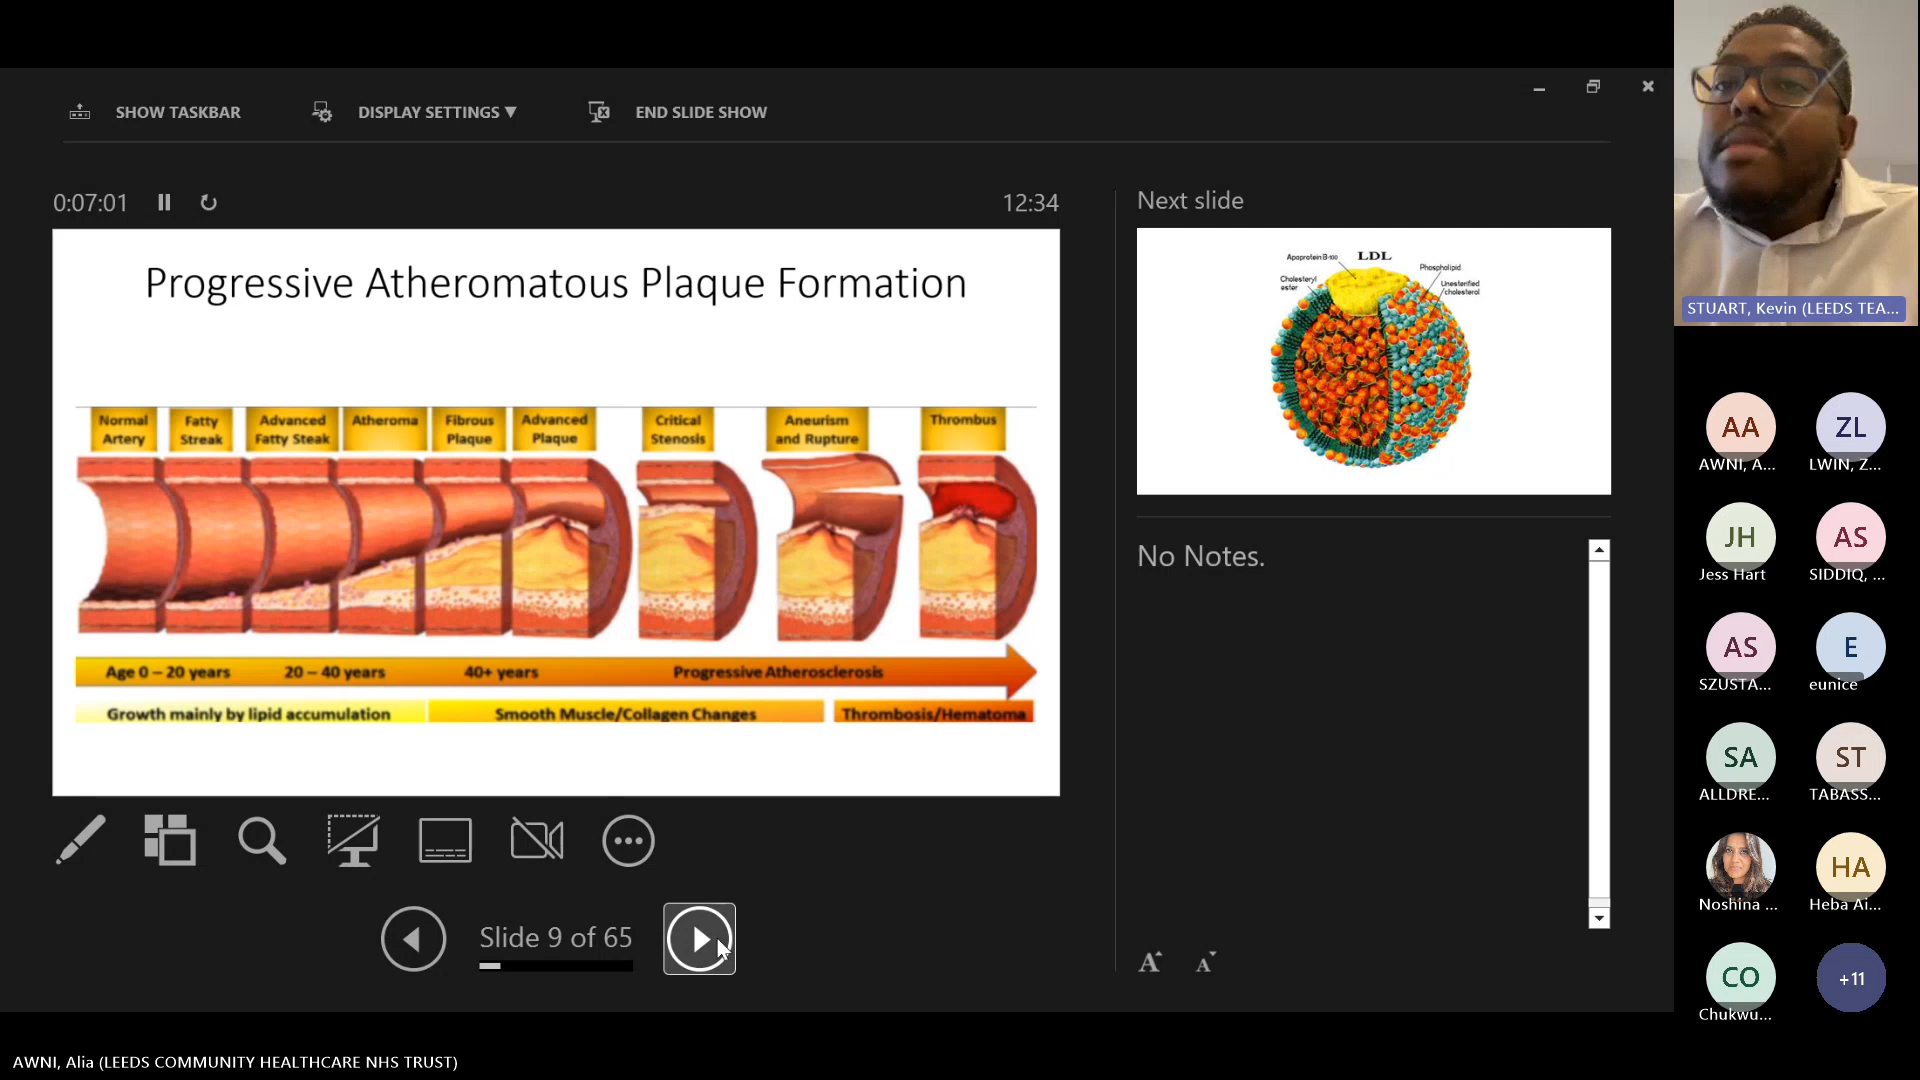 SHOW TASKBAR
DISPLAY SETTINGS ▼
END SLIDE SHOW
0:07:01
12:34
Progressive Atheromatous Plaque Formation
Normal
Artery
Fatty
Streak
Advanced
Fatty Steak
Atheroma
Fibrous
Plaque
Advanced
Plaque
Critical
Stenosis
Aneurism
and Rupture
Thrombus
Age 0 – 20 years
20 – 40 years
40+ years
Progressive Atherosclerosis
Growth mainly by lipid accumulation
Smooth Muscle/Collagen Changes
Thrombosis/Hematoma
Slide 9 of 65
Next slide
LDL
Apoprotein B-100
Phospholipid
Cholesteryl
ester
Unesterified
cholesterol
No Notes.
A
A
STUART, Kevin (LEEDS TEA...
AA
AWNI, A...
ZL
LWIN, Z...
JH
Jess Hart
AS
SIDDIQ, ...
AS
SZUSTA...
E
eunice
SA
ALLDRE...
ST
TABASS...
Noshina ...
HA
Heba Ai...
CO
Chukwu...
+11
AWNI, Alia (LEEDS COMMUNITY HEALTHCARE NHS TRUST)